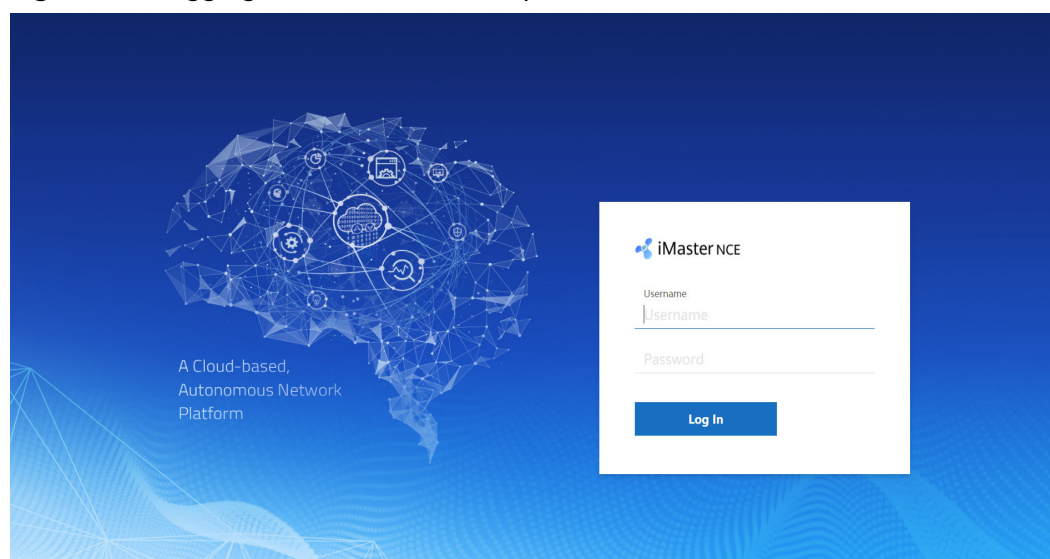 A Cloud-based,
Autonomous Network
Platform
iMaster NCE
Username
Username
Password
Log In